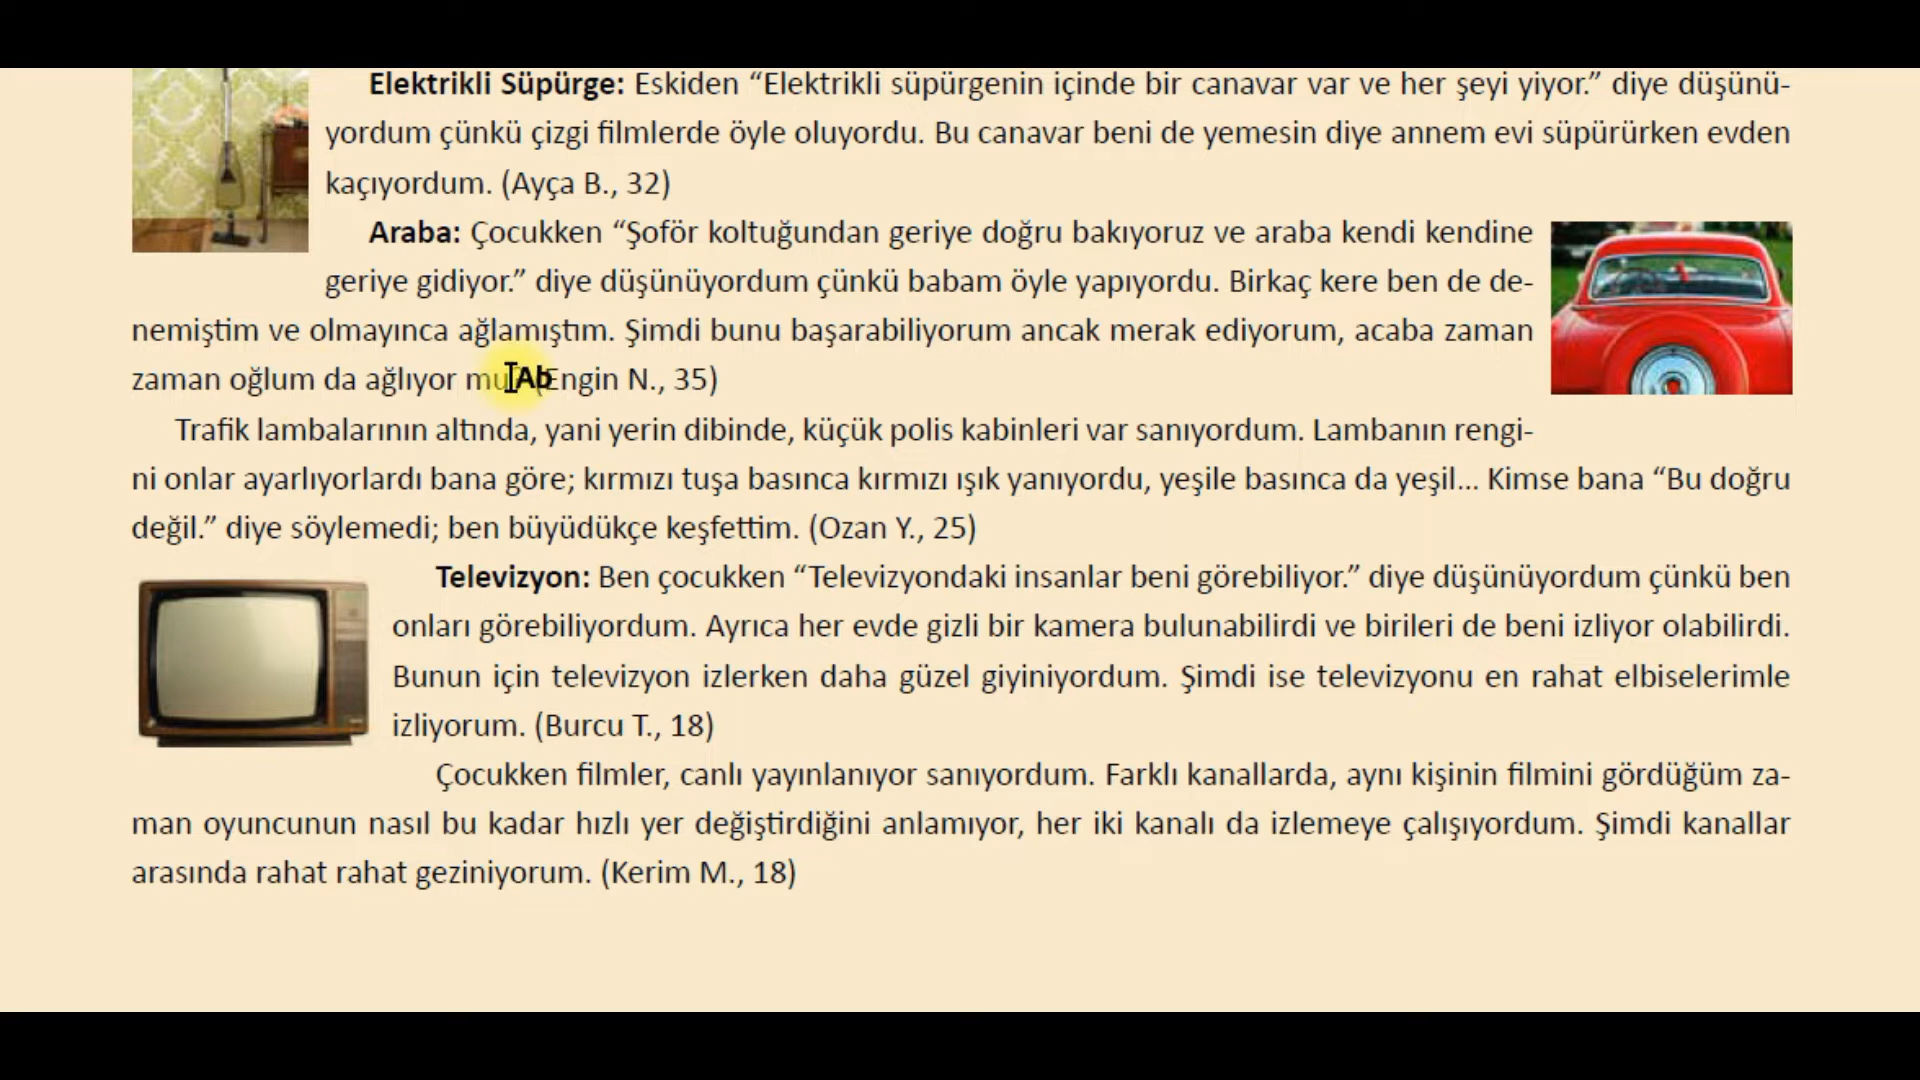 Elektrikli Süpürge: Eskiden “Elektrikli süpürgenin içinde bir canavar var ve her şeyi yiyor.” diye düşünü-
yordum çünkü çizgi filmlerde öyle oluyordu. Bu canavar beni de yemesin diye annem evi süpürürken evden
kaçıyordum. (Ayça B., 32)
Araba: Çocukken “Şoför koltuğundan geriye doğru bakıyoruz ve araba kendi kendine
geriye gidiyor.” diye düşünüyordum çünkü babam öyle yapıyordu. Birkaç kere ben de de-
nemiştim ve olmayınca ağlamıştım. Şimdi bunu başarabiliyorum ancak merak ediyorum, acaba zaman
zaman oğlum da ağlıyor mu Ab (Engin N., 35)
Trafik lambalarının altında, yani yerin dibinde, küçük polis kabinleri var sanıyordum. Lambanın rengi-
ni onlar ayarlıyorlardı bana göre; kırmızı tuşa basınca kırmızı ışık yanıyordu, yeşile basınca da yeşil... Kimse bana “Bu doğru
değil.” diye söylemedi; ben büyüdükçe keşfettim. (Ozan Y., 25)
Televizyon: Ben çocukken “Televizyondaki insanlar beni görebiliyor.” diye düşünüyordum çünkü ben
onları görebiliyordum. Ayrıca her evde gizli bir kamera bulunabilirdi ve birileri de beni izliyor olabilirdi.
Bunun için televizyon izlerken daha güzel giyiniyordum. Şimdi ise televizyonu en rahat elbiselerimle
izliyorum. (Burcu T., 18)
Çocukken filmler, canlı yayınlanıyor sanıyordum. Farklı kanallarda, aynı kişinin filmini gördüğüm za-
man oyuncunun nasıl bu kadar hızlı yer değiştirdiğini anlamıyor, her iki kanalı da izlemeye çalışıyordum. Şimdi kanallar
arasında rahat rahat geziniyorum. (Kerim M., 18)